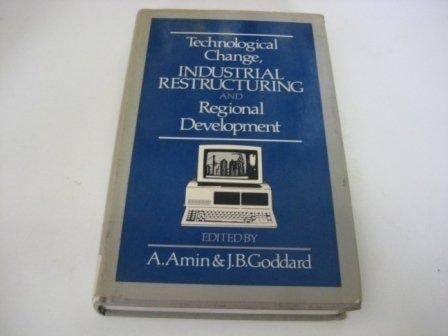 Technological
Change,
INDUSTRIAL
RESTRUCTURING
AND
Regional
Development
EDITED BY
A. Amin & J.B. Goddard